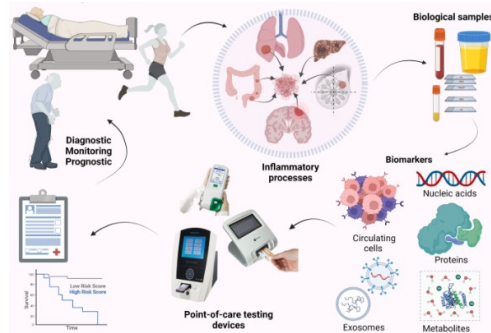 Biological samples
Diagnostic
Monitoring
Prognostic
Inflammatory
processes
Biomarkers
Nucleic acids
Circulating
cells
Proteins
Exosomes
Metabolites
Point-of-care testing
devices
Survival
Low Risk Score
High-Risk Score
Time